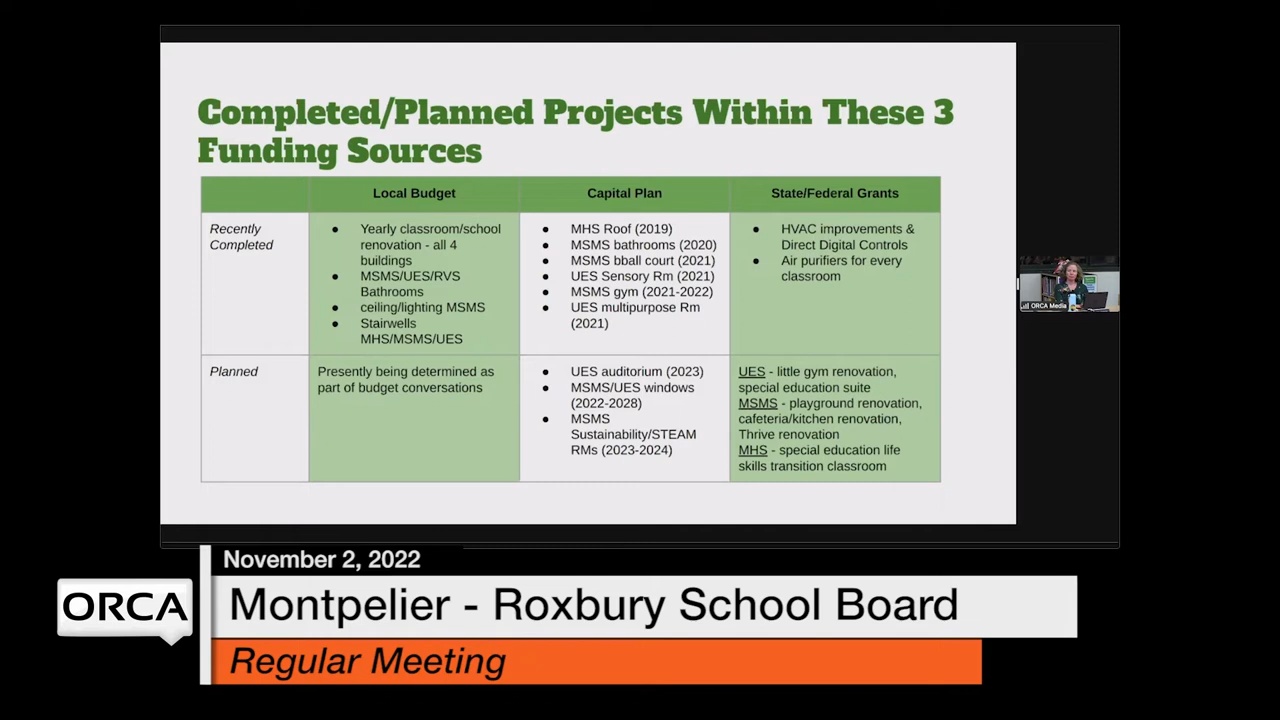 Completed/Planned Projects Within These 3
Funding Sources
Local Budget
Capital Plan
State/Federal Grants
Recently
Completed
● Yearly classroom/school
renovation - all 4
buildings
● MSMS/UES/RVS
Bathrooms
● ceiling/lighting MSMS
● Stairwells
MHS/MSMS/UES
● MHS Roof (2019)
● MSMS bathrooms (2020)
● MSMS bball court (2021)
● UES Sensory Rm (2021)
● MSMS gym (2021-2022)
● UES multipurpose Rm
(2021)
● HVAC improvements &
Direct Digital Controls
● Air purifiers for every
classroom
Planned
Presently being determined as
part of budget conversations
● UES auditorium (2023)
● MSMS/UES windows
(2022-2028)
● MSMS
Sustainability/STEAM
RMs (2023-2024)
UES - little gym renovation,
special education suite
MSMS - playground renovation,
cafeteria/kitchen renovation,
Thrive renovation
MHS - special education life
skills transition classroom
ORCA Media
November 2, 2022
ORCA
Montpelier - Roxbury School Board
Regular Meeting